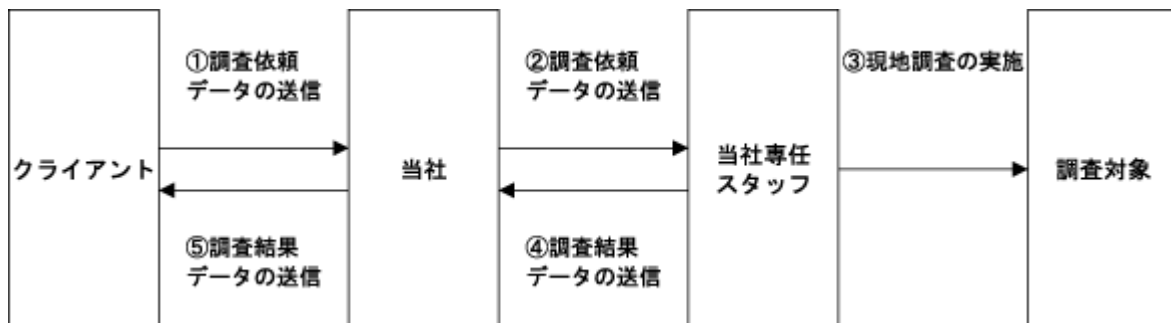 ①調査依頼
データの送信
②調査依頼
データの送信
③現地調査の実施
クライアント
当社
当社専任
スタッフ
調査対象
⑤調査結果
データの送信
④調査結果
データの送信